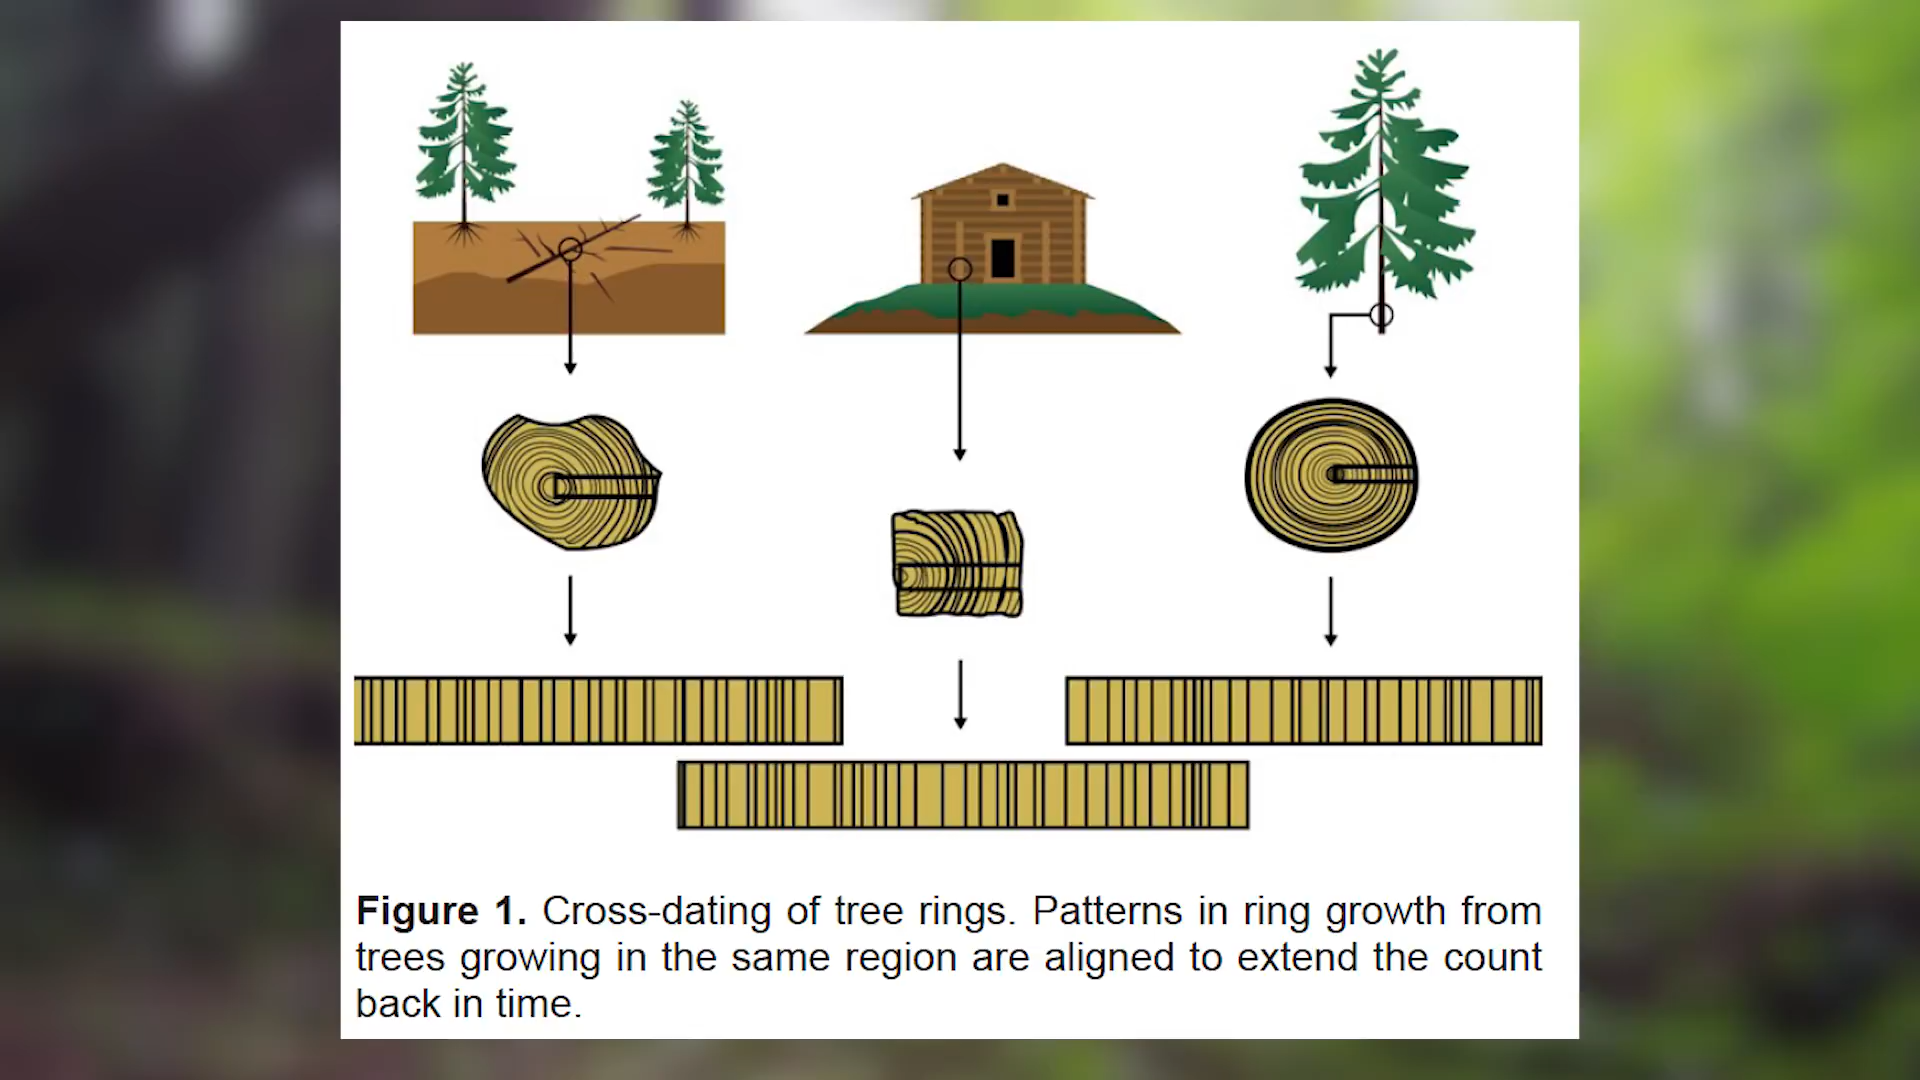 Figure 1. Cross-dating of tree rings. Patterns in ring growth from
trees growing in the same region are aligned to extend the count
back in time.